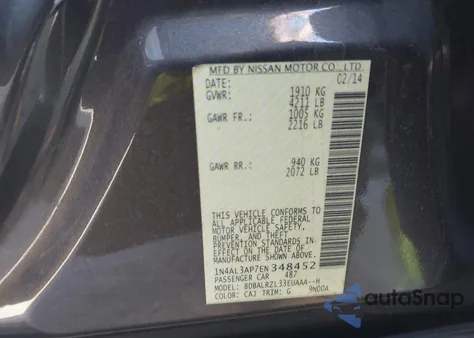 MFD BY NISSAN MOTOR CO., LTD.
DATE: 02/14
GVWR: 1910 KG
4211 LB
GAWR FR: 1005 KG
2216 LB
GAWR RR.: 940 KG
2072 LB
THIS VEHICLE CONFORMS TO
ALL APPLICABLE FEDERAL
MOTOR VEHICLE SAFETY,
BUMPER, AND THEFT
PREVENTION STANDARDS IN
EFFECT ON THE DATE OF
MANUFACTURE SHOWN ABOVE.
1N4AL3AP7EN348452
PASSENGER CAR 487
MODEL: BDBALRZL33EUAAA--H
COLOR: CAJ TRIM: G 9N00A
autoSnap